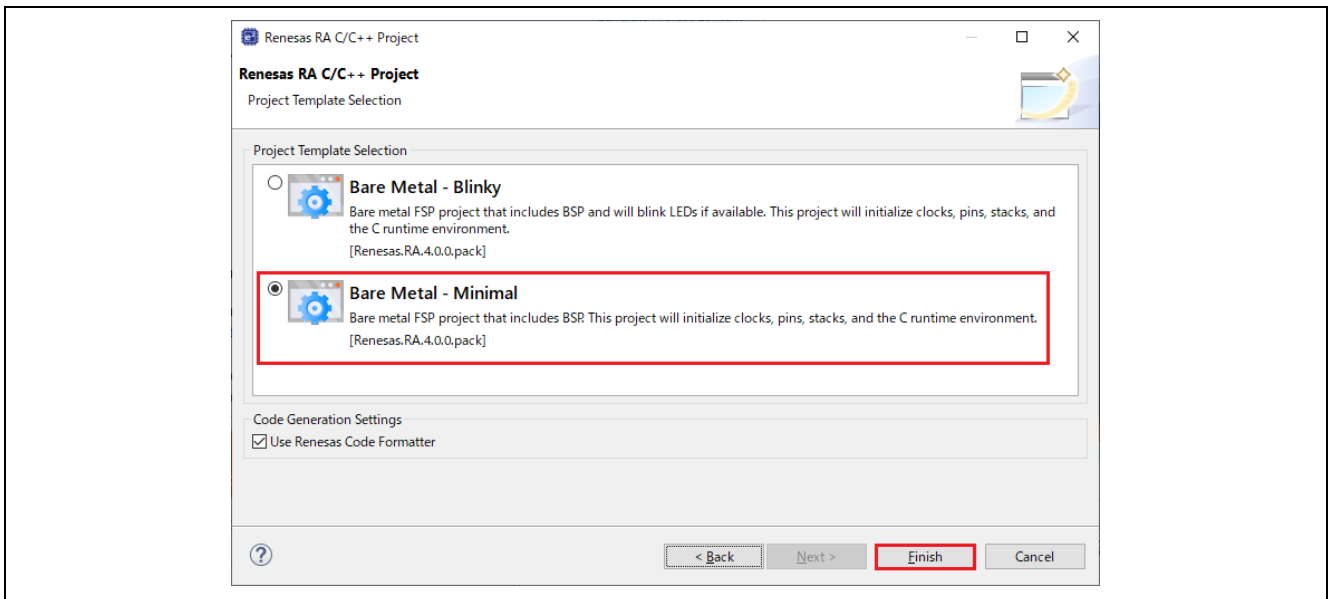 Renesas RA C/C++ Project
Renesas RA C/C++ Project
Project Template Selection
Project Template Selection
Bare Metal - Blinky
Bare metal FSP project that includes BSP and will blink LEDs if available. This project will initialize clocks, pins, stacks, and
the C runtime environment.
[Renesas.RA.4.0.0.pack]
Bare Metal - Minimal
Bare metal FSP project that includes BSP. This project will initialize clocks, pins, stacks, and the C runtime environment.
[Renesas.RA.4.0.0.pack]
Code Generation Settings
Use Renesas Code Formatter
? < Back Next > Finish Cancel